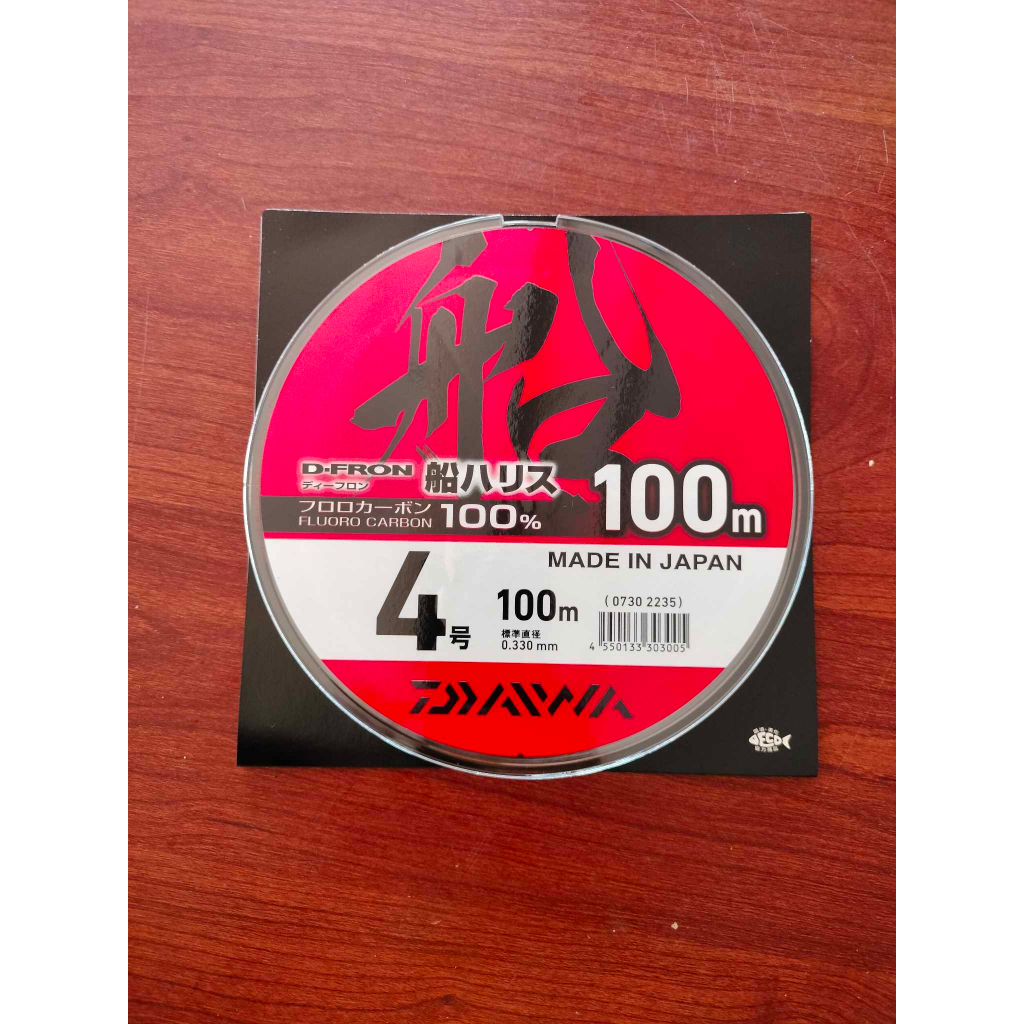 船
D-FRON 船ハリス 100m
ディーフロン
フロロカーボン 100%
FLUORO CARBON
MADE IN JAPAN
4号 100m (0730 2235)
標準直径
0.330 mm
4 550133 303005
DAIWA
ECO